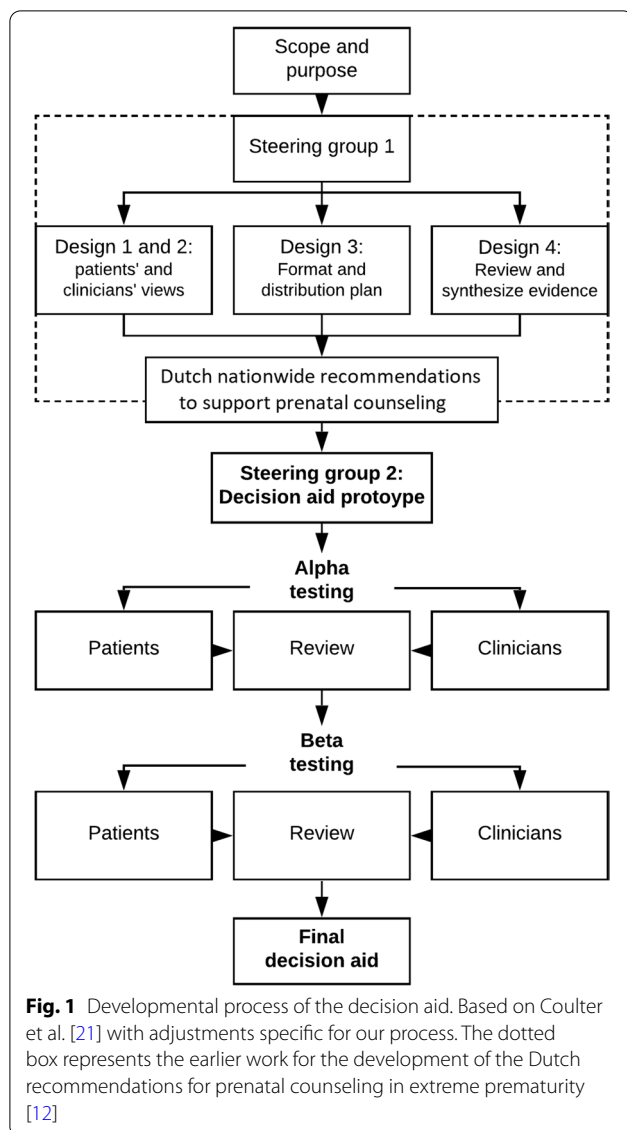 Scope and
purpose
Steering group 1
Design 1 and 2:
patients' and
clinicians' views
Design 3:
Format and
distribution plan
Design 4:
Review and
synthesize evidence
Dutch nationwide recommendations
to support prenatal counseling
Steering group 2:
Decision aid protoype
Alpha
testing
Patients
Review
Clinicians
Beta
testing
Patients
Review
Clinicians
Final
decision aid
Fig. 1 Developmental process of the decision aid. Based on Coulter
et al. [21] with adjustments specific for our process. The dotted
box represents the earlier work for the development of the Dutch
recommendations for prenatal counseling in extreme prematurity
[12]